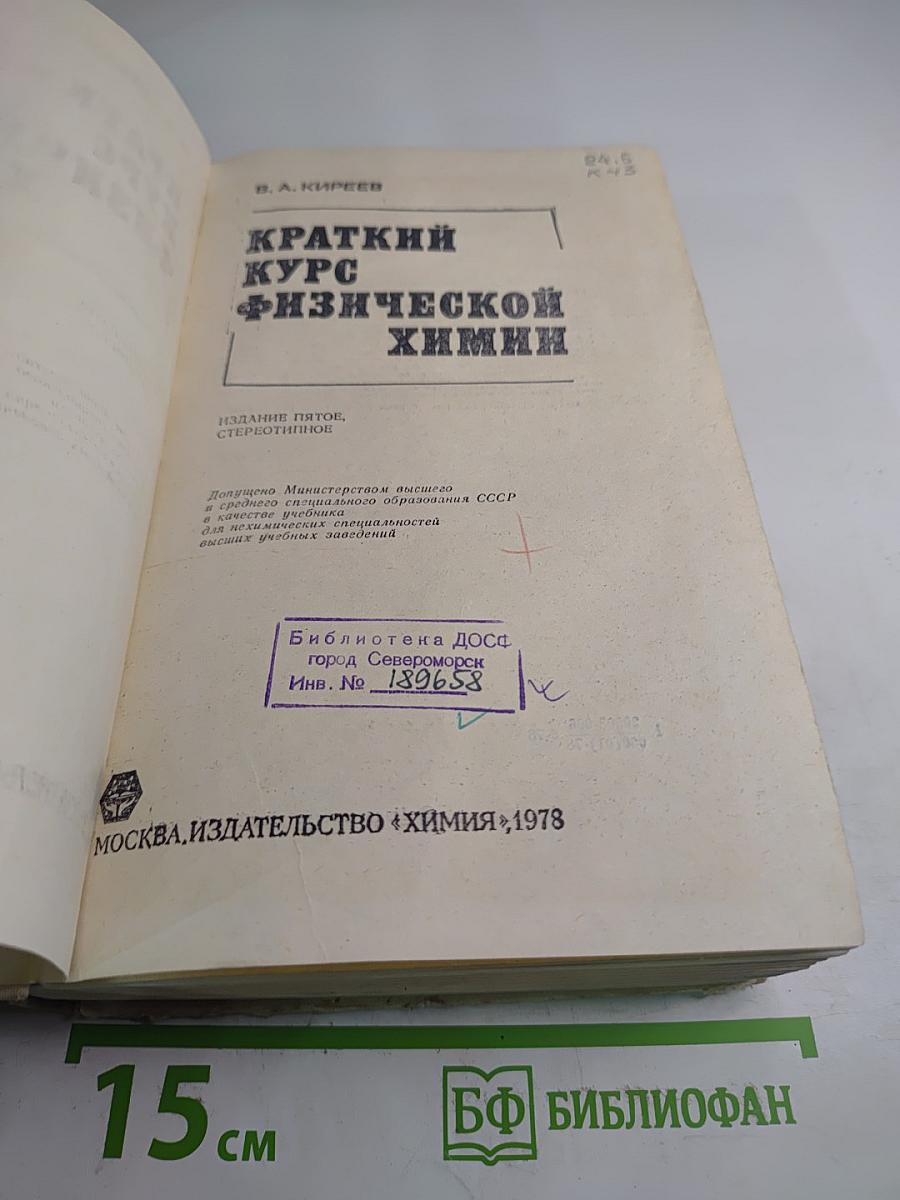 24.5
К 43
В. А. КИРЕЕВ
КРАТКИЙ
КУРС
ФИЗИЧЕСКОЙ
ХИМИИ
ИЗДАНИЕ ПЯТОЕ,
СТЕРЕОТИПНОЕ
Допущено Министерством высшего
и среднего специального образования СССР
в качестве учебника
для нехимических специальностей
высших учебных заведений
Библиотека ДОСФ
город Североморск
Инв. № 189658
МОСКВА, ИЗДАТЕЛЬСТВО «ХИМИЯ», 1978
15 см
БФ БИБЛИОФАН